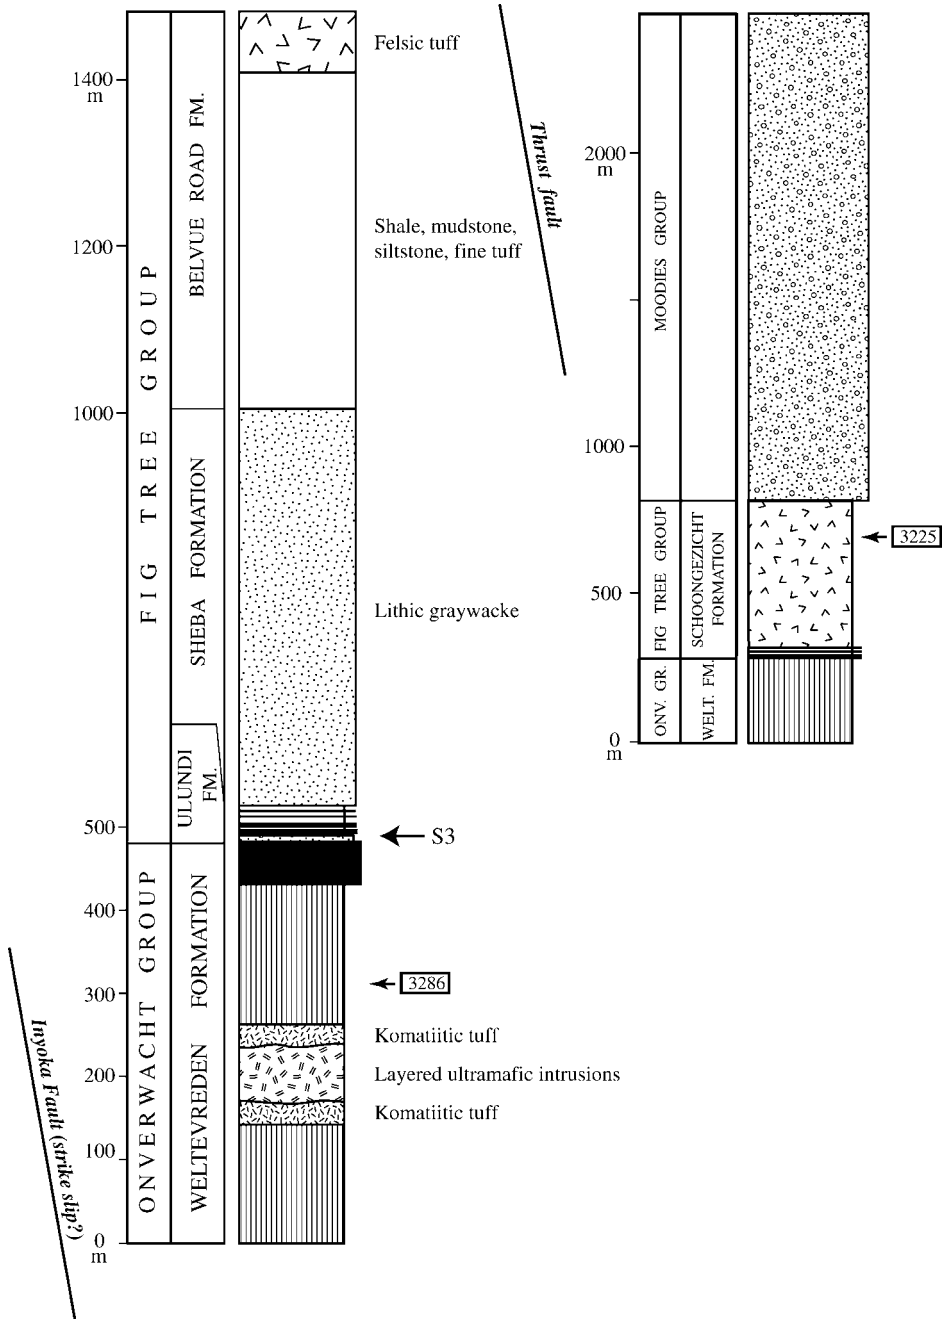 Felsic tuff
1400
m
BELVUE ROAD FM.
Shale, mudstone,
siltstone, fine tuff
1200
1000
FIG TREE GROUP
SHEBA FORMATION
Lithic graywacke
ULUNDI
FM.
500
S3
400
ONVERWACHT GROUP
WELTEVREDEN FORMATION
3286
300
Komatiitic tuff
Layered ultramafic intrusions
200
Komatiitic tuff
100
0
m
Inyoka Fault (strike slip?)
Thrust fault
2000
m
MOODIES GROUP
1000
FIG TREE GROUP
SCHOONGEZICHT
FORMATION
3225
500
ONV. GR.
WELT. FM.
0
m